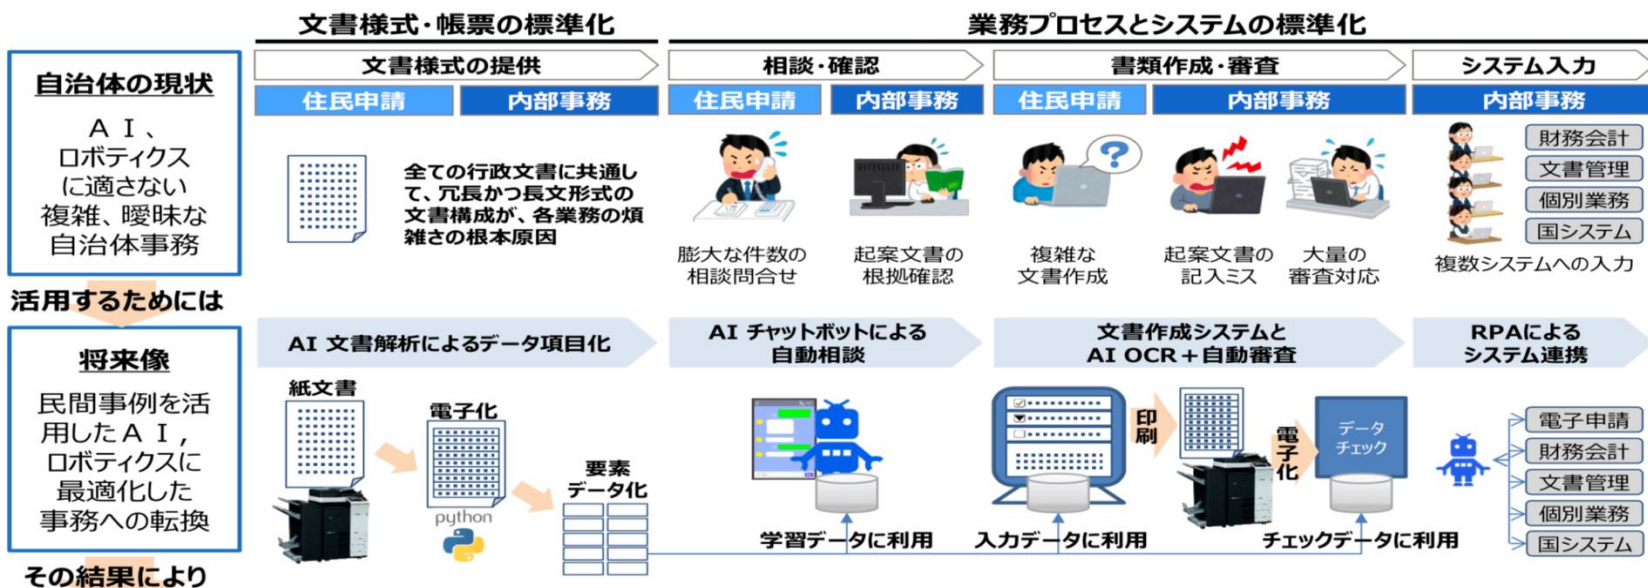 文書様式・帳票の標準化
業務プロセスとシステムの標準化
自治体の現状
ＡＩ、
ロボティクス
に適さない
複雑、曖昧な
自治体事務
文書様式の提供
相談・確認
書類作成・審査
システム入力
住民申請
内部事務
住民申請
内部事務
住民申請
内部事務
内部事務
全ての行政文書に共通し
て、冗長かつ長文形式の
文書構成が、各業務の煩
雑さの根本原因
膨大な件数の
相談問合せ
起案文書の
根拠確認
?
複雑な
文書作成
起案文書の
記入ミス
大量の
審査対応
財務会計
文書管理
個別業務
国システム
複数システムへの入力
活用するためには
将来像
民間事例を活
用したＡＩ,
ロボティクスに
最適化した
事務への転換
AI 文書解析によるデータ項目化
AI チャットボットによる
自動相談
文書作成システムと
AI OCR＋自動審査
RPAによる
システム連携
紙文書
電子化
python
要素
データ化
印刷
電子化
データ
チェック
電子申請
財務会計
文書管理
個別業務
国システム
学習データに利用
入力データに利用
チェックデータに利用
その結果により